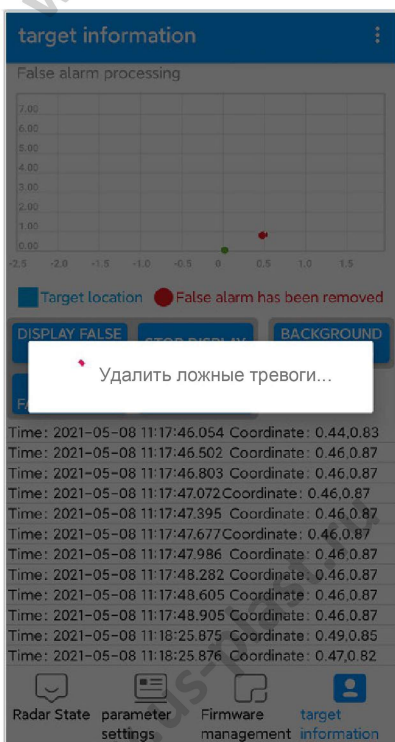 target information
False alarm processing
7.00
6.00
5.00
4.00
3.00
2.00
1.00
0.00
-2.5 -2.0 -1.5 -1.0 -0.5 0 0.5 1.0 1.5
Target location False alarm has been removed
DISPLAY FALSE STOP DISPLAY BACKGROUND
Удалить ложные тревоги...
Time: 2021-05-08 11:17:46.054 Coordinate: 0.44,0.83
Time: 2021-05-08 11:17:46.502 Coordinate: 0.46,0.87
Time: 2021-05-08 11:17:46.803 Coordinate: 0.46,0.87
Time: 2021-05-08 11:17:47.072 Coordinate: 0.46,0.87
Time: 2021-05-08 11:17:47.395 Coordinate: 0.46,0.87
Time: 2021-05-08 11:17:47.677 Coordinate: 0.46,0.87
Time: 2021-05-08 11:17:47.986 Coordinate: 0.46,0.87
Time: 2021-05-08 11:17:48.282 Coordinate: 0.46,0.87
Time: 2021-05-08 11:17:48.605 Coordinate: 0.46,0.87
Time: 2021-05-08 11:17:48.905 Coordinate: 0.46,0.87
Time: 2021-05-08 11:18:25.875 Coordinate: 0.49,0.85
Time: 2021-05-08 11:18:25.876 Coordinate: 0.47,0.82
Radar State parameter Firmware target
settings management information